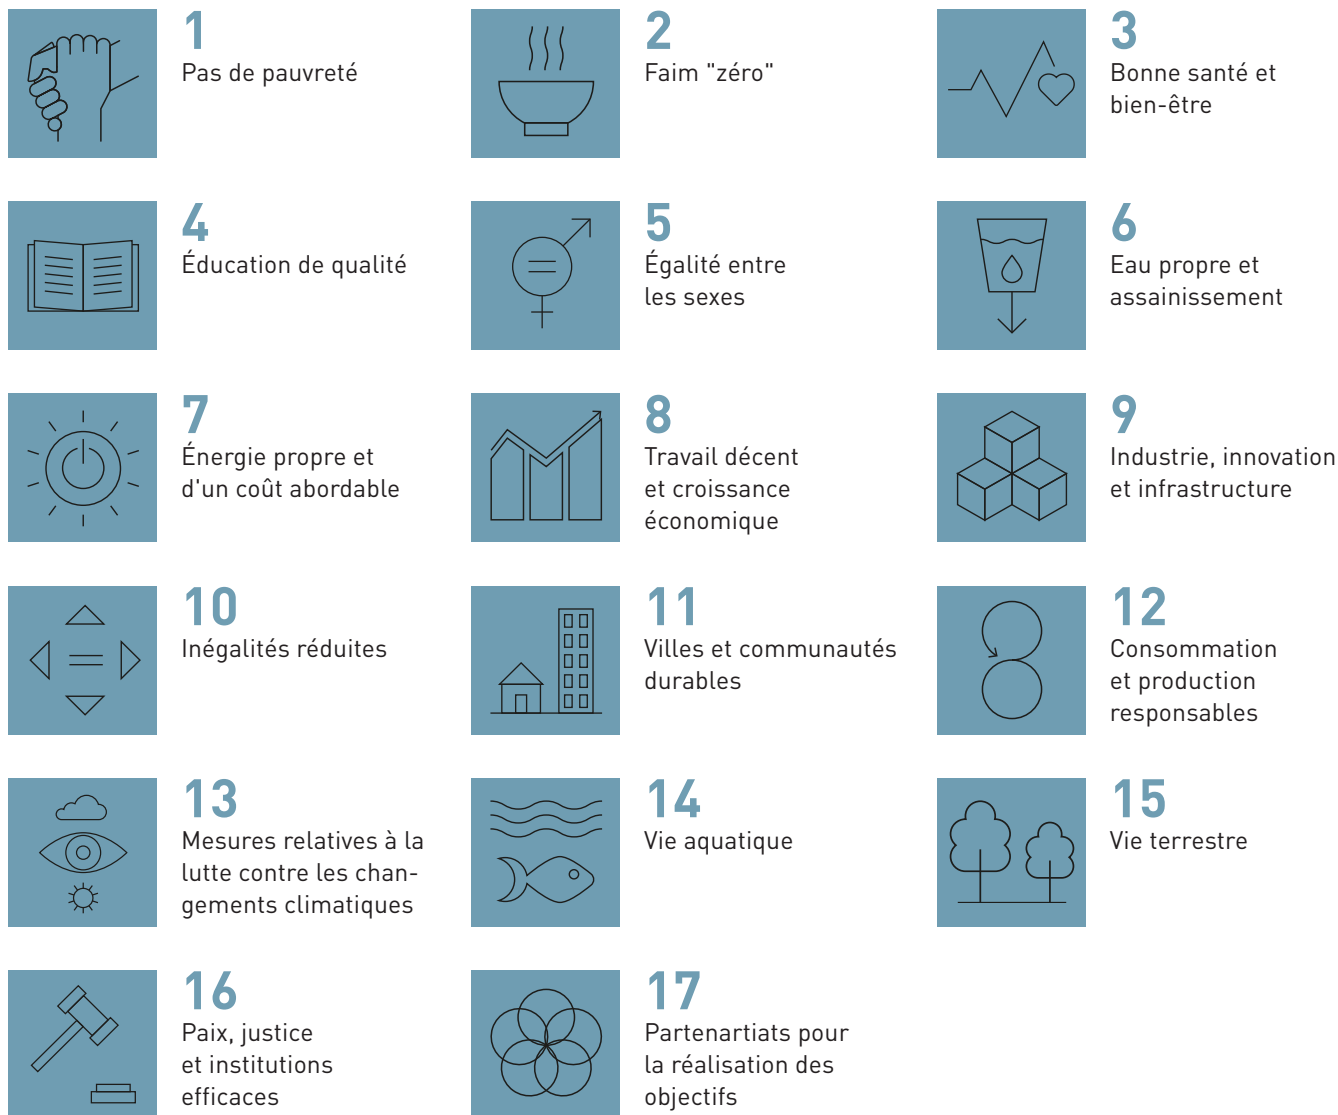 1
Pas de pauvreté
2
Faim "zéro"
3
Bonne santé et
bien-être
4
Éducation de qualité
5
Égalité entre
les sexes
6
Eau propre et
assainissement
7
Énergie propre et
d'un coût abordable
8
Travail décent
et croissance
économique
9
Industrie, innovation
et infrastructure
10
Inégalités réduites
11
Villes et communautés
durables
12
Consommation
et production
responsables
13
Mesures relatives à la
lutte contre les chan-
gements climatiques
14
Vie aquatique
15
Vie terrestre
16
Paix, justice
et institutions
efficaces
17
Partenartiats pour
la réalisation des
objectifs